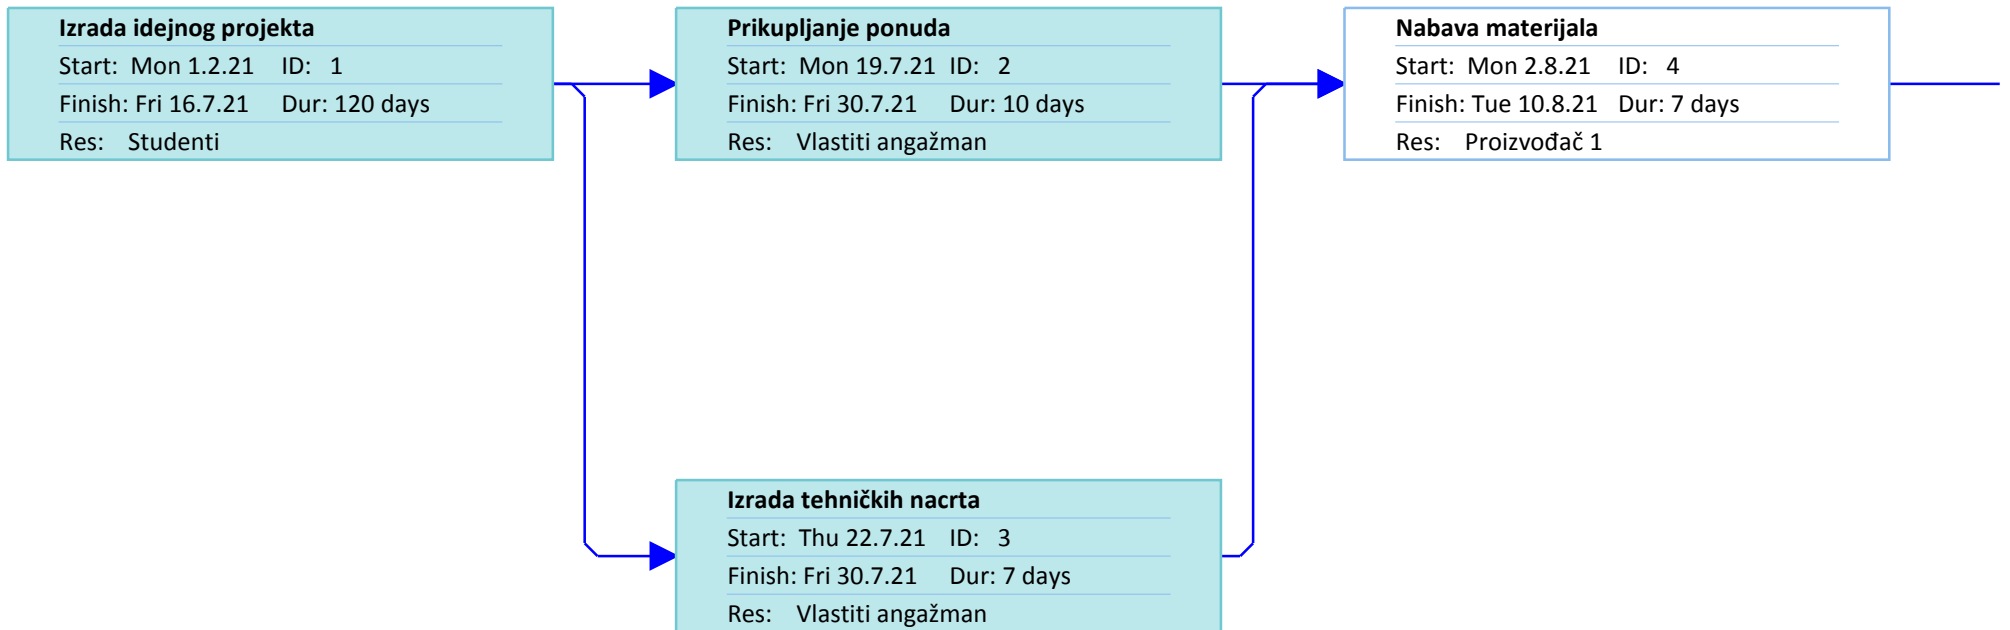 Izrada idejnog projekta
Start: Mon 1.2.21 ID: 1
Finish: Fri 16.7.21 Dur: 120 days
Res: Studenti
Prikupljanje ponuda
Start: Mon 19.7.21 ID: 2
Finish: Fri 30.7.21 Dur: 10 days
Res: Vlastiti angažman
Nabava materijala
Start: Mon 2.8.21 ID: 4
Finish: Tue 10.8.21 Dur: 7 days
Res: Proizvođač 1
Izrada tehničkih nacrta
Start: Thu 22.7.21 ID: 3
Finish: Fri 30.7.21 Dur: 7 days
Res: Vlastiti angažman